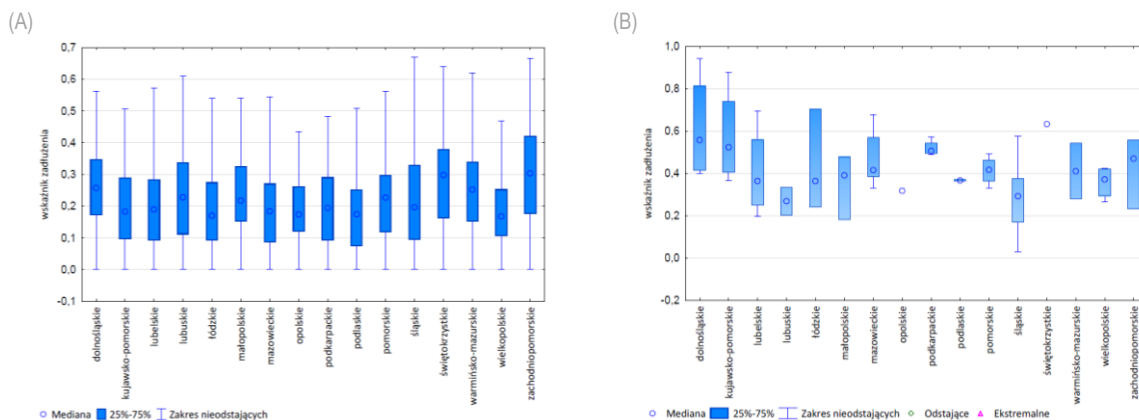 (A)
0,7
0,6
0,5
0,4
0,3
0,2
0,1
0,0
-0,1
wskaźnik zadłużenia
dolnośląskie
kujawsko-pomorskie
lubelskie
lubuskie
łódzkie
małopolskie
mazowieckie
opolskie
podkarpackie
podlaskie
pomorskie
śląskie
świętokrzystkie
warmińsko-mazurskie
wielkopolskie
zachodniopomorskie
Mediana 25%-75% Zakres nieodstających
(B)
1,0
0,8
0,6
0,4
0,2
0,0
-0,2
wskaźnik zadłużenia
dolnośląskie
kujawsko-pomorskie
lubelskie
lubuskie
łódzkie
małopolskie
mazowieckie
opolskie
podkarpackie
podlaskie
pomorskie
śląskie
świętokrzystkie
warmińsko-mazurskie
wielkopolskie
zachodniopomorskie
Mediana 25%-75% Zakres nieodstających Odstające Ekstremalne